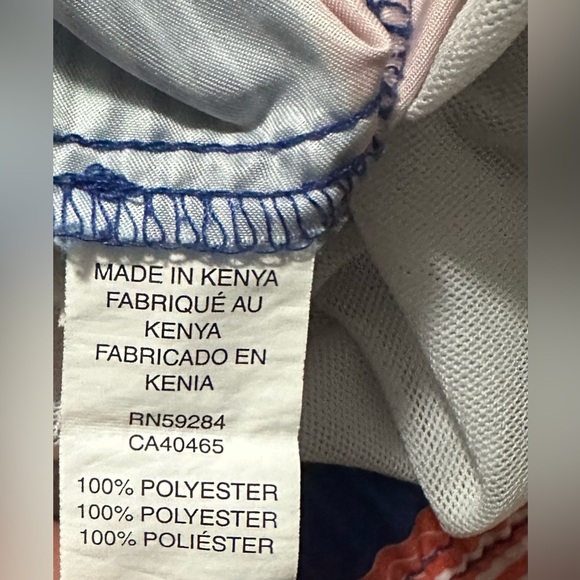 MADE IN KENYA
FABRIQUÉ AU
KENYA
FABRICADO EN
KENIA
RN59284
CA40465
100% POLYESTER
100% POLYESTER
100% POLIÉSTER